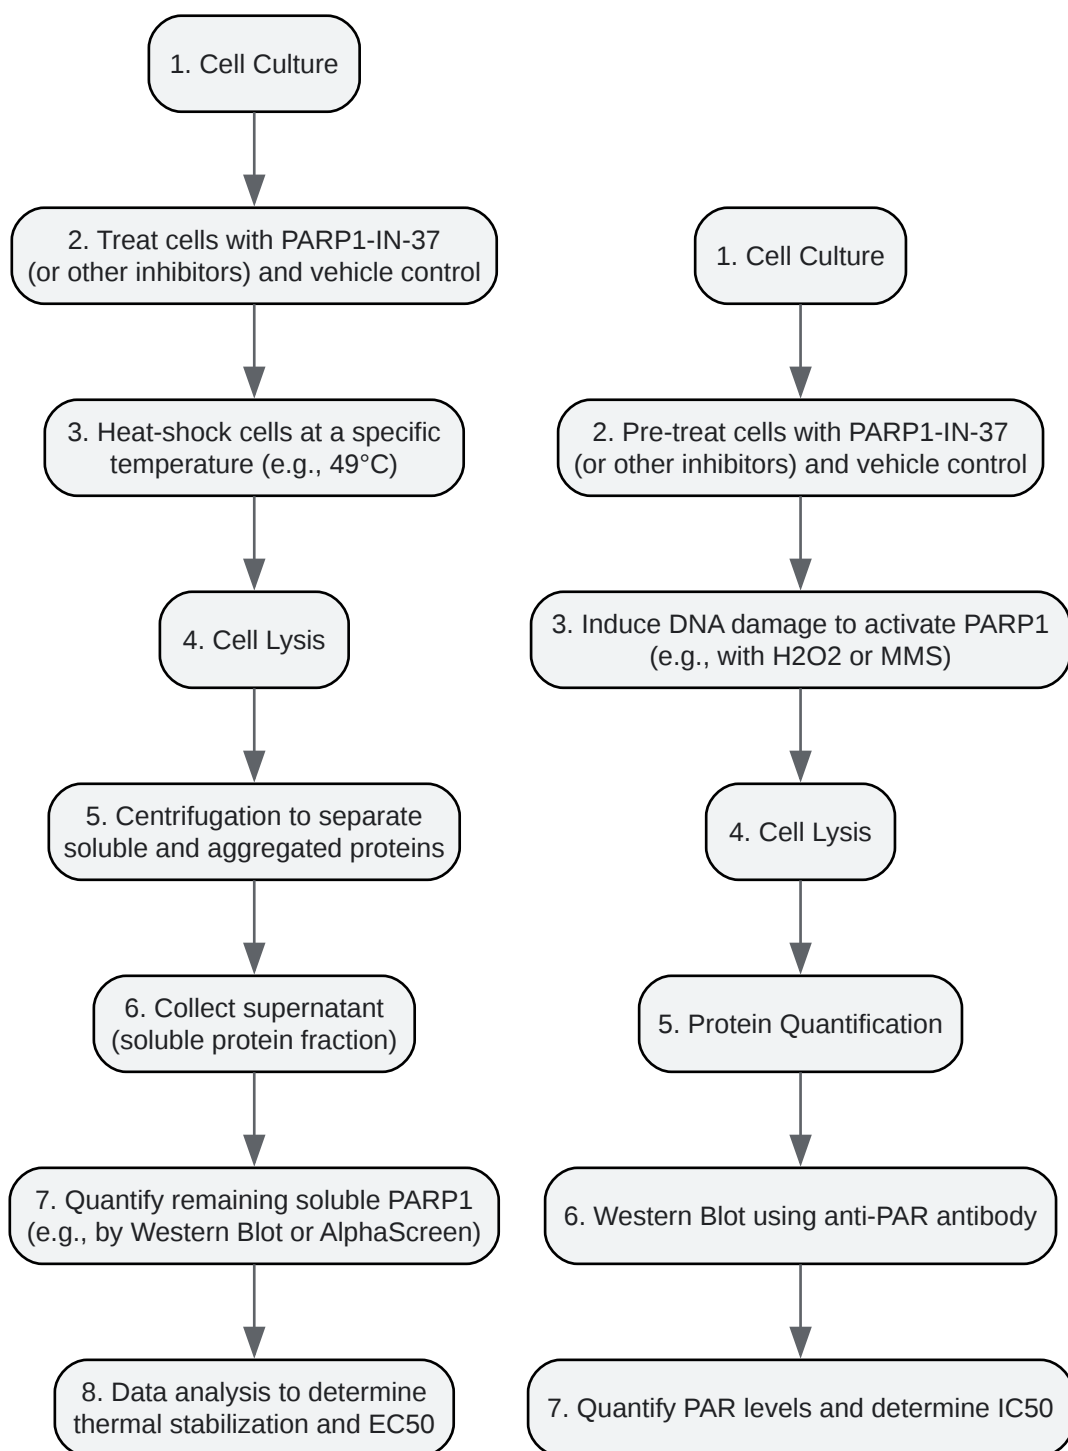 1. Cell Culture
2. Treat cells with PARP1-IN-37
(or other inhibitors) and vehicle control
3. Heat-shock cells at a specific
temperature (e.g., 49°C)
4. Cell Lysis
5. Centrifugation to separate
soluble and aggregated proteins
6. Collect supernatant
(soluble protein fraction)
7. Quantify remaining soluble PARP1
(e.g., by Western Blot or AlphaScreen)
8. Data analysis to determine
thermal stabilization and EC50
1. Cell Culture
2. Pre-treat cells with PARP1-IN-37
(or other inhibitors) and vehicle control
3. Induce DNA damage to activate PARP1
(e.g., with H2O2 or MMS)
4. Cell Lysis
5. Protein Quantification
6. Western Blot using anti-PAR antibody
7. Quantify PAR levels and determine IC50